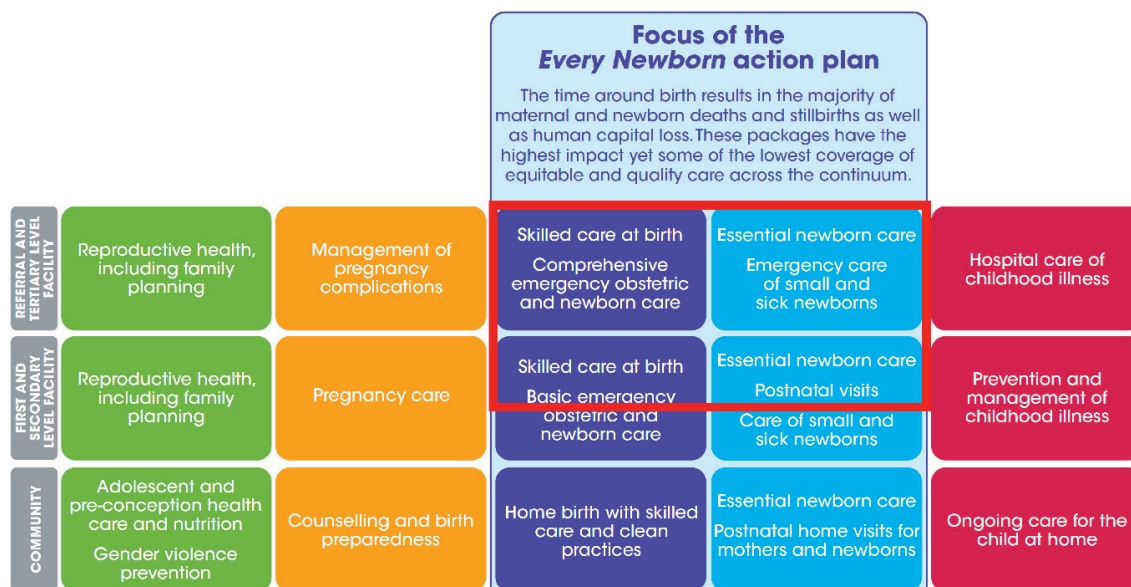 Focus of the
Every Newborn action plan
The time around birth results in the majority of
maternal and newborn deaths and stillbirths as well
as human capital loss. These packages have the
highest impact yet some of the lowest coverage of
equitable and quality care across the continuum.
REFERRAL AND
TERTIARY LEVEL
FACILITY
Reproductive health,
including family
planning
Management of
pregnancy
complications
Skilled care at birth
Comprehensive
emergency obstetric
and newborn care
Essential newborn care
Emergency care
of small and
sick newborns
Hospital care of
childhood illness
FIRST AND
SECONDARY
LEVEL FACILITY
Reproductive health,
including family
planning
Pregnancy care
Skilled care at birth
Basic emergency
obstetric and
newborn care
Essential newborn care
Postnatal visits
Care of small and
sick newborns
Prevention and
management of
childhood illness
COMMUNITY
Adolescent and
pre-conception health
care and nutrition
Gender violence
prevention
Counselling and birth
preparedness
Home birth with skilled
care and clean
practices
Essential newborn care
Postnatal home visits for
mothers and newborns
Ongoing care for the
child at home